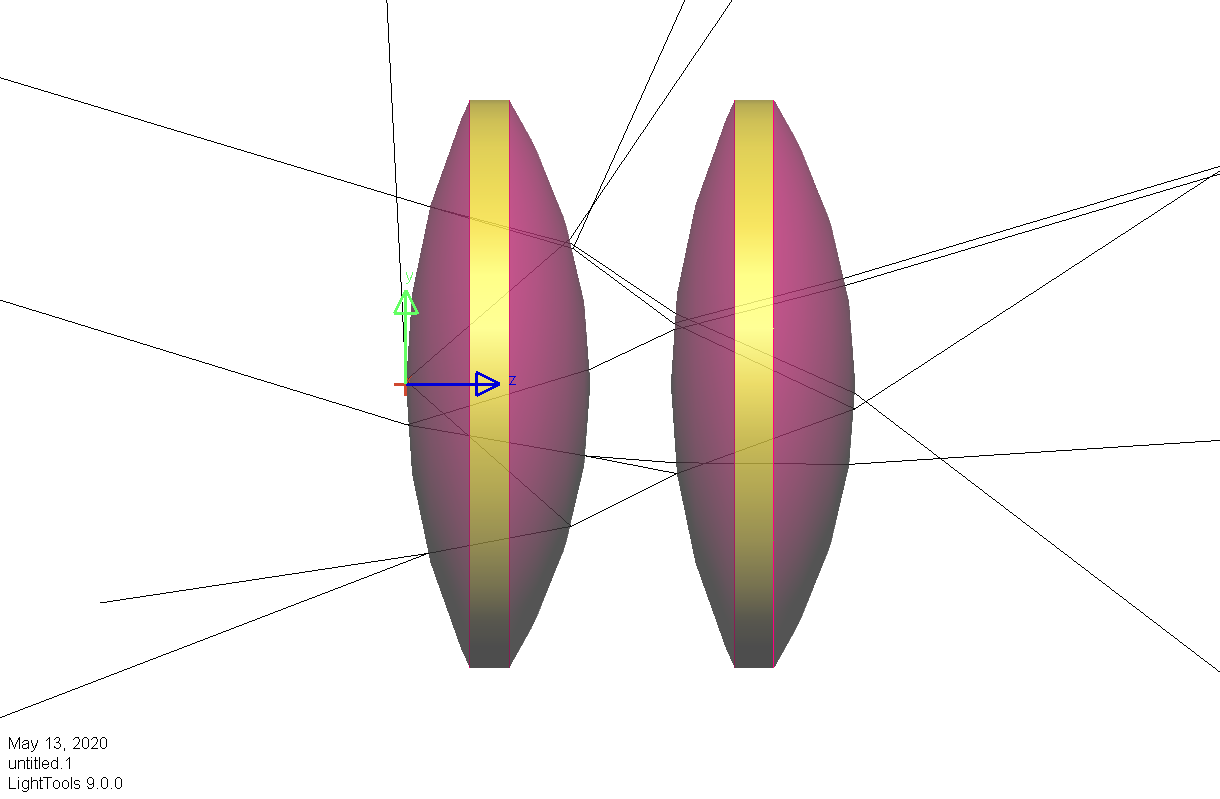 y
z
May 13, 2020
untitled.1
LightTools 9.0.0